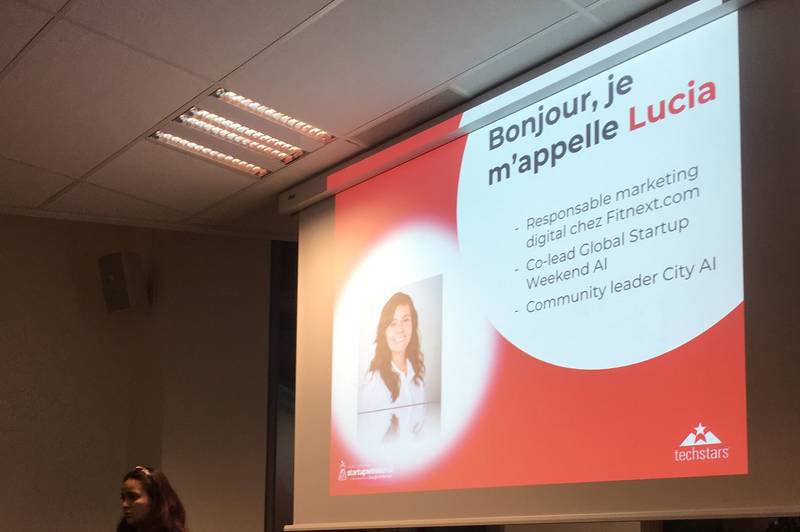 Bonjour, je
m'appelle Lucia
- Responsable marketing
digital chez Fitnext.com
- Co-lead Global Startup
Weekend AI
- Community leader City AI
techstars
startupweekend